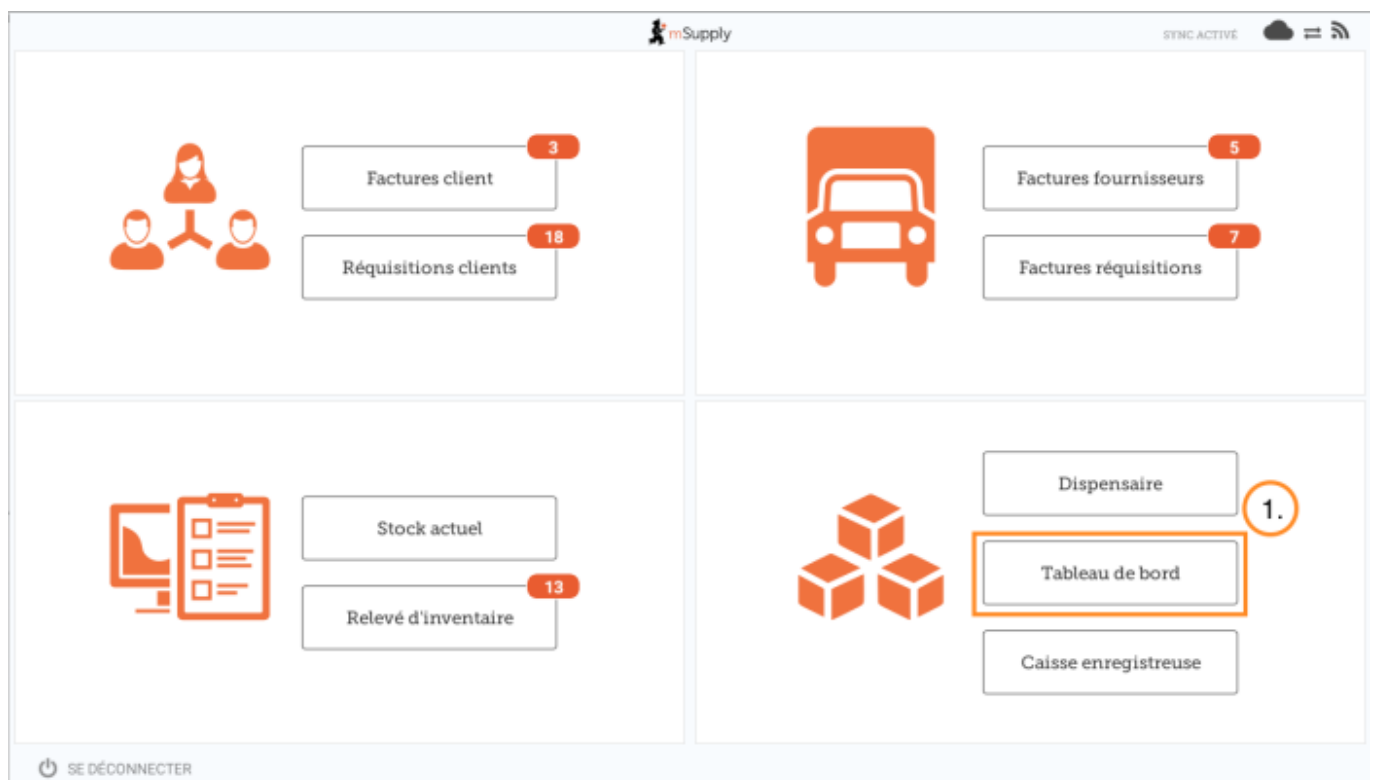 mSupply
SYNC ACTIVÉ
3
Factures client
18
Réquisitions clients
5
Factures fournisseurs
7
Factures réquisitions
Stock actuel
13
Relevé d'inventaire
Dispensaire
1.
Tableau de bord
Caisse enregistreuse
SE DÉCONNECTER